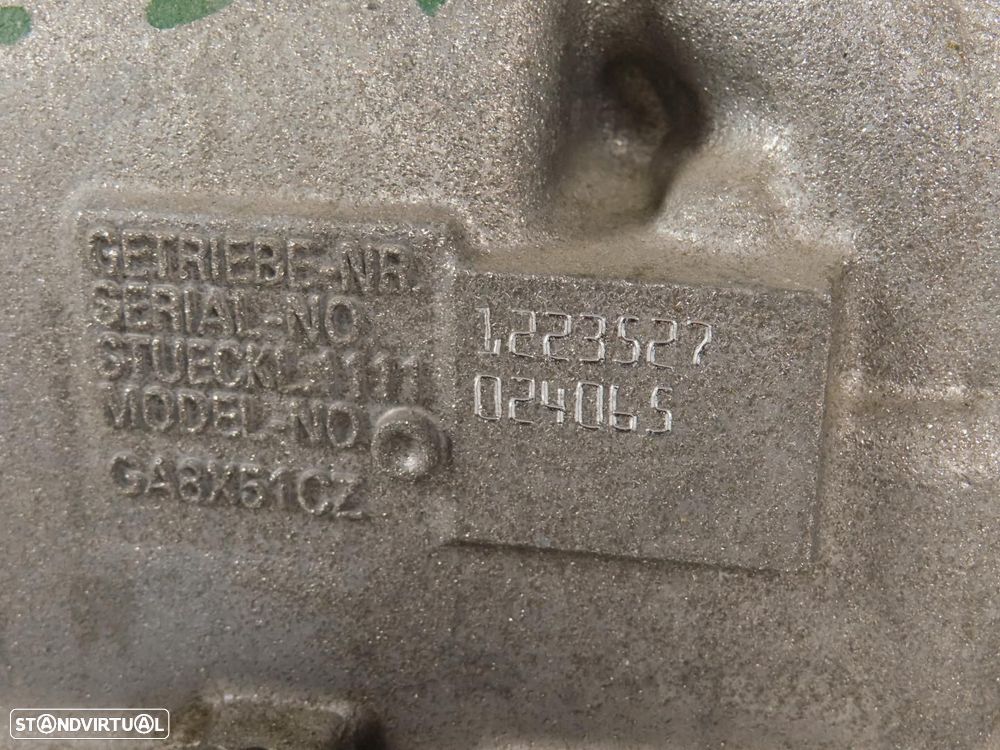 GETRIEBE-NR.
SERIAL-NO.
STUECKL. 1111
MODEL-NO.
GA8X51CZ
1223527
024065
STANDVIRTUAL